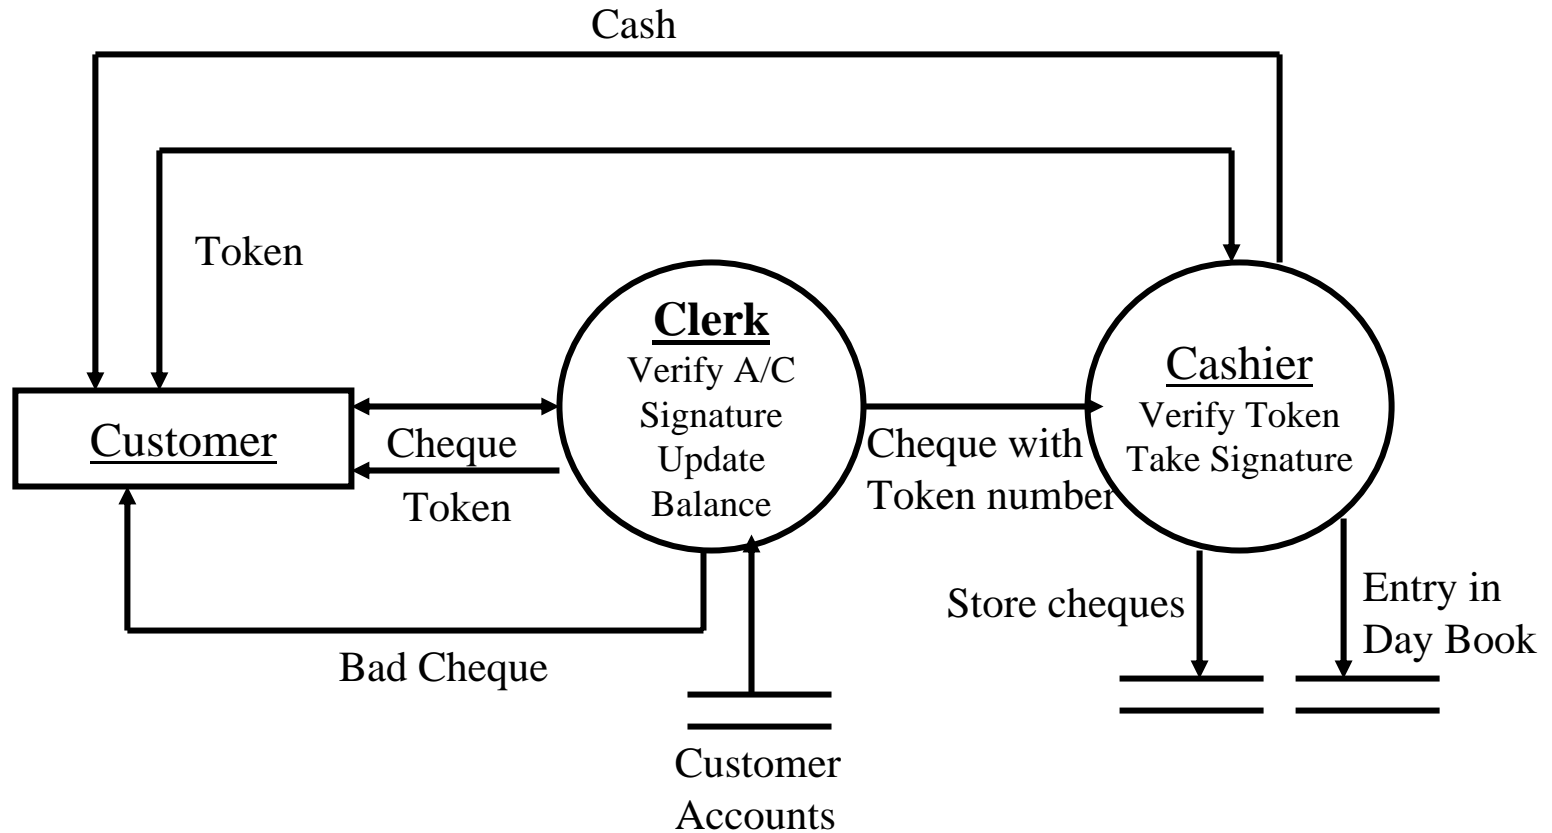 Cash
Token
Clerk
Verify A/C
Signature
Update
Balance
Cashier
Verify Token
Take Signature
Customer
Cheque
Token
Cheque with
Token number
Bad Cheque
Store cheques
Entry in
Day Book
Customer
Accounts